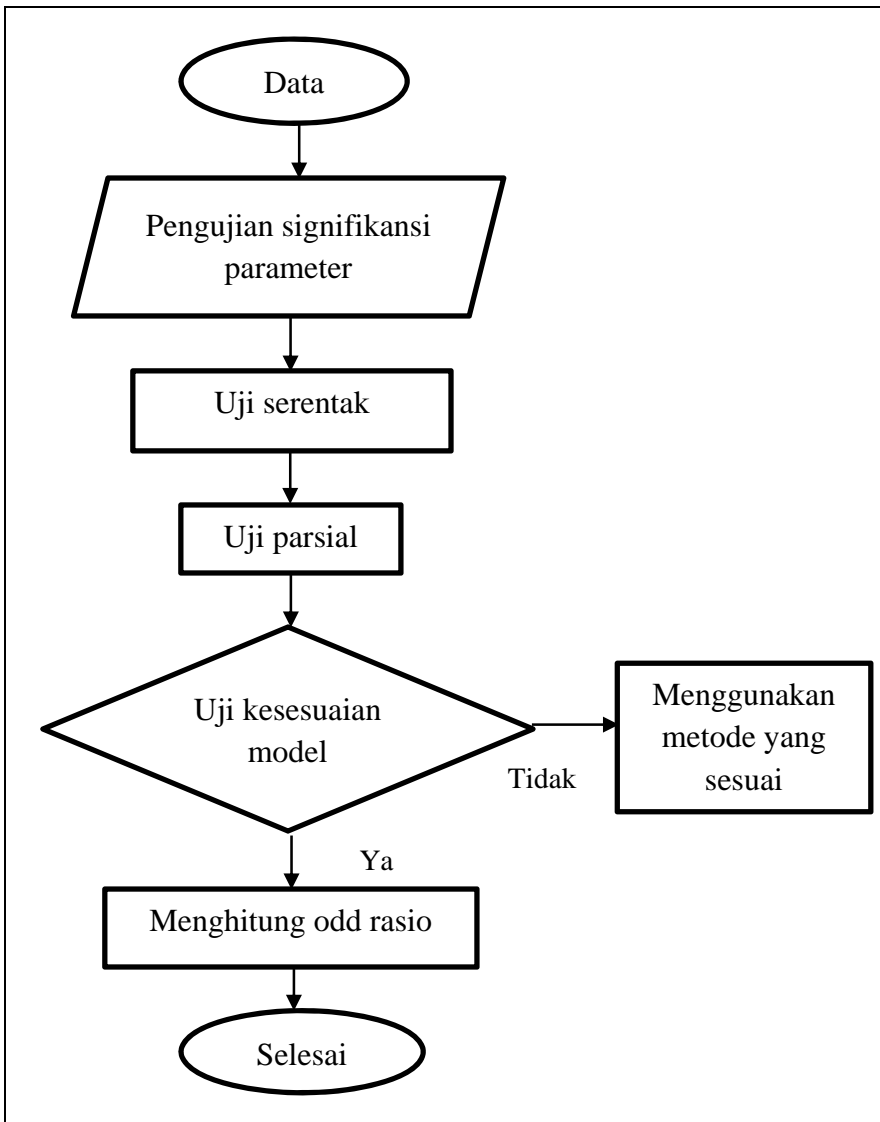 Data
Pengujian signifikansi
parameter
Uji serentak
Uji parsial
Uji kesesuaian
model
Tidak
Menggunakan
metode yang
sesuai
Ya
Menghitung odd rasio
Selesai